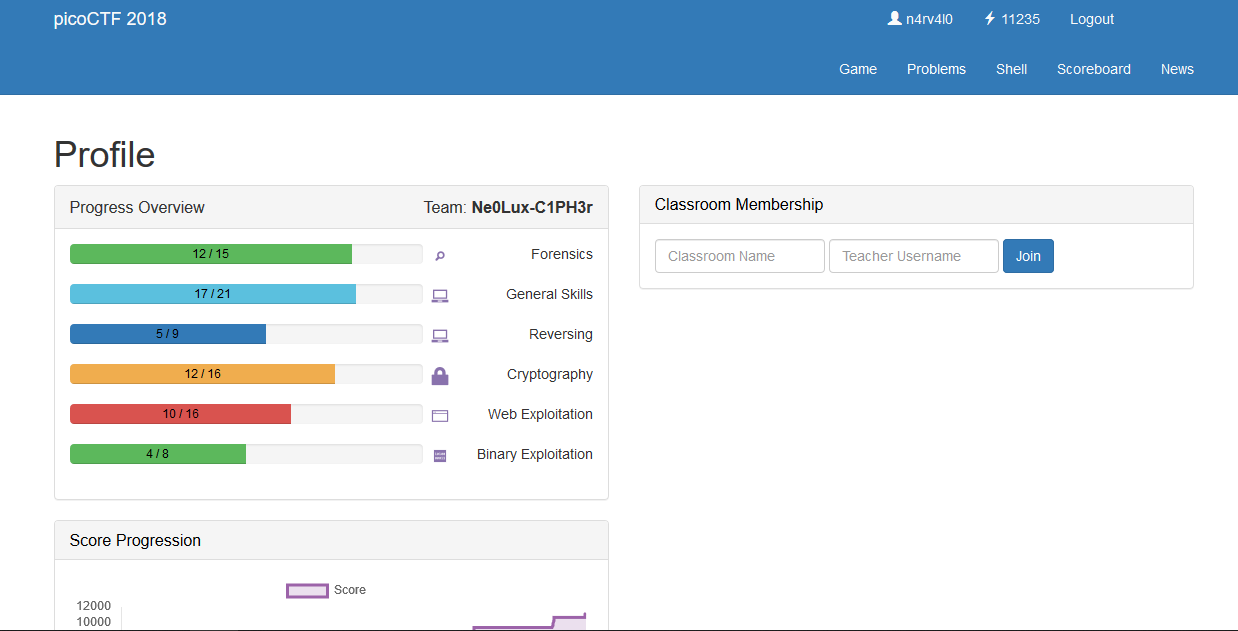 picoCTF 2018
n4rv4l0 11235 Logout
Game Problems Shell Scoreboard News
Profile
Progress Overview Team: Ne0Lux-C1PH3r
12 / 15 Forensics
17 / 21 General Skills
5 / 9 Reversing
12 / 16 Cryptography
10 / 16 Web Exploitation
4 / 8 Binary Exploitation
Classroom Membership
Classroom Name Teacher Username Join
Score Progression
Score
12000
10000